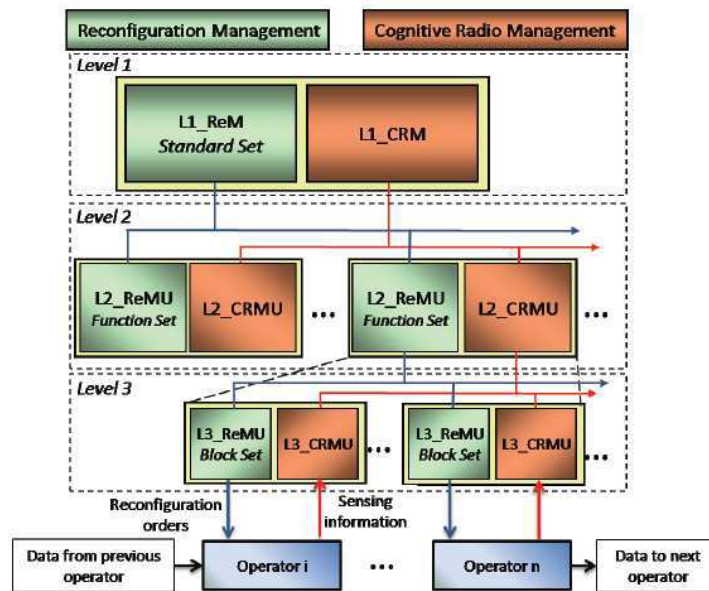 Reconfiguration Management
Cognitive Radio Management
Level 1
L1_ReM
Standard Set
L1_CRM
Level 2
L2_ReMU
Function Set
L2_CRMU
...
L2_ReMU
Function Set
L2_CRMU
...
Level 3
L3_ReMU
Block Set
L3_CRMU
...
L3_ReMU
Block Set
L3_CRMU
...
Reconfiguration
orders
Sensing
information
Data from previous
operator
Operator i
...
Operator n
Data to next
operator